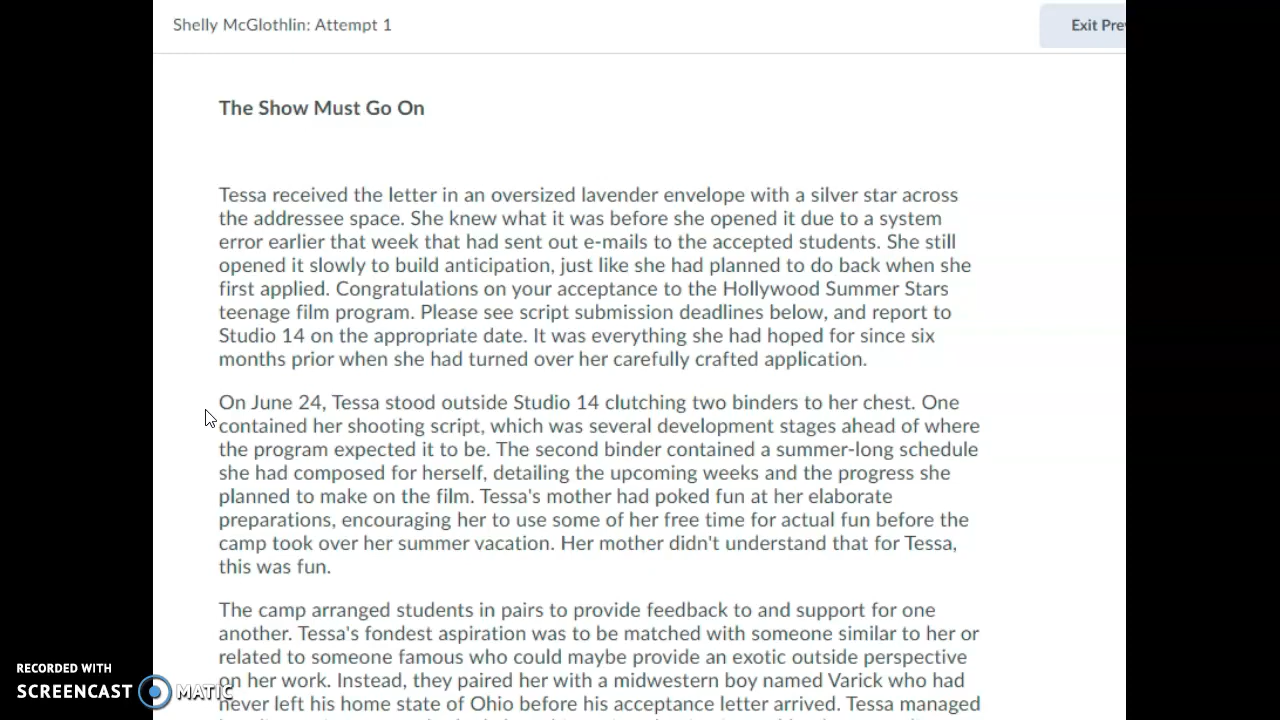 Shelly McGlothlin: Attempt 1
Exit Pre
The Show Must Go On
Tessa received the letter in an oversized lavender envelope with a silver star across
the addressee space. She knew what it was before she opened it due to a system
error earlier that week that had sent out e-mails to the accepted students. She still
opened it slowly to build anticipation, just like she had planned to do back when she
first applied. Congratulations on your acceptance to the Hollywood Summer Stars
teenage film program. Please see script submission deadlines below, and report to
Studio 14 on the appropriate date. It was everything she had hoped for since six
months prior when she had turned over her carefully crafted application.
On June 24, Tessa stood outside Studio 14 clutching two binders to her chest. One
contained her shooting script, which was several development stages ahead of where
the program expected it to be. The second binder contained a summer-long schedule
she had composed for herself, detailing the upcoming weeks and the progress she
planned to make on the film. Tessa's mother had poked fun at her elaborate
preparations, encouraging her to use some of her free time for actual fun before the
camp took over her summer vacation. Her mother didn't understand that for Tessa,
this was fun.
The camp arranged students in pairs to provide feedback to and support for one
another. Tessa's fondest aspiration was to be matched with someone similar to her or
related to someone famous who could maybe provide an exotic outside perspective
on her work. Instead, they paired her with a midwestern boy named Varick who had
never left his home state of Ohio before his acceptance letter arrived. Tessa managed
RECORDED WITH
SCREENCAST MATIC